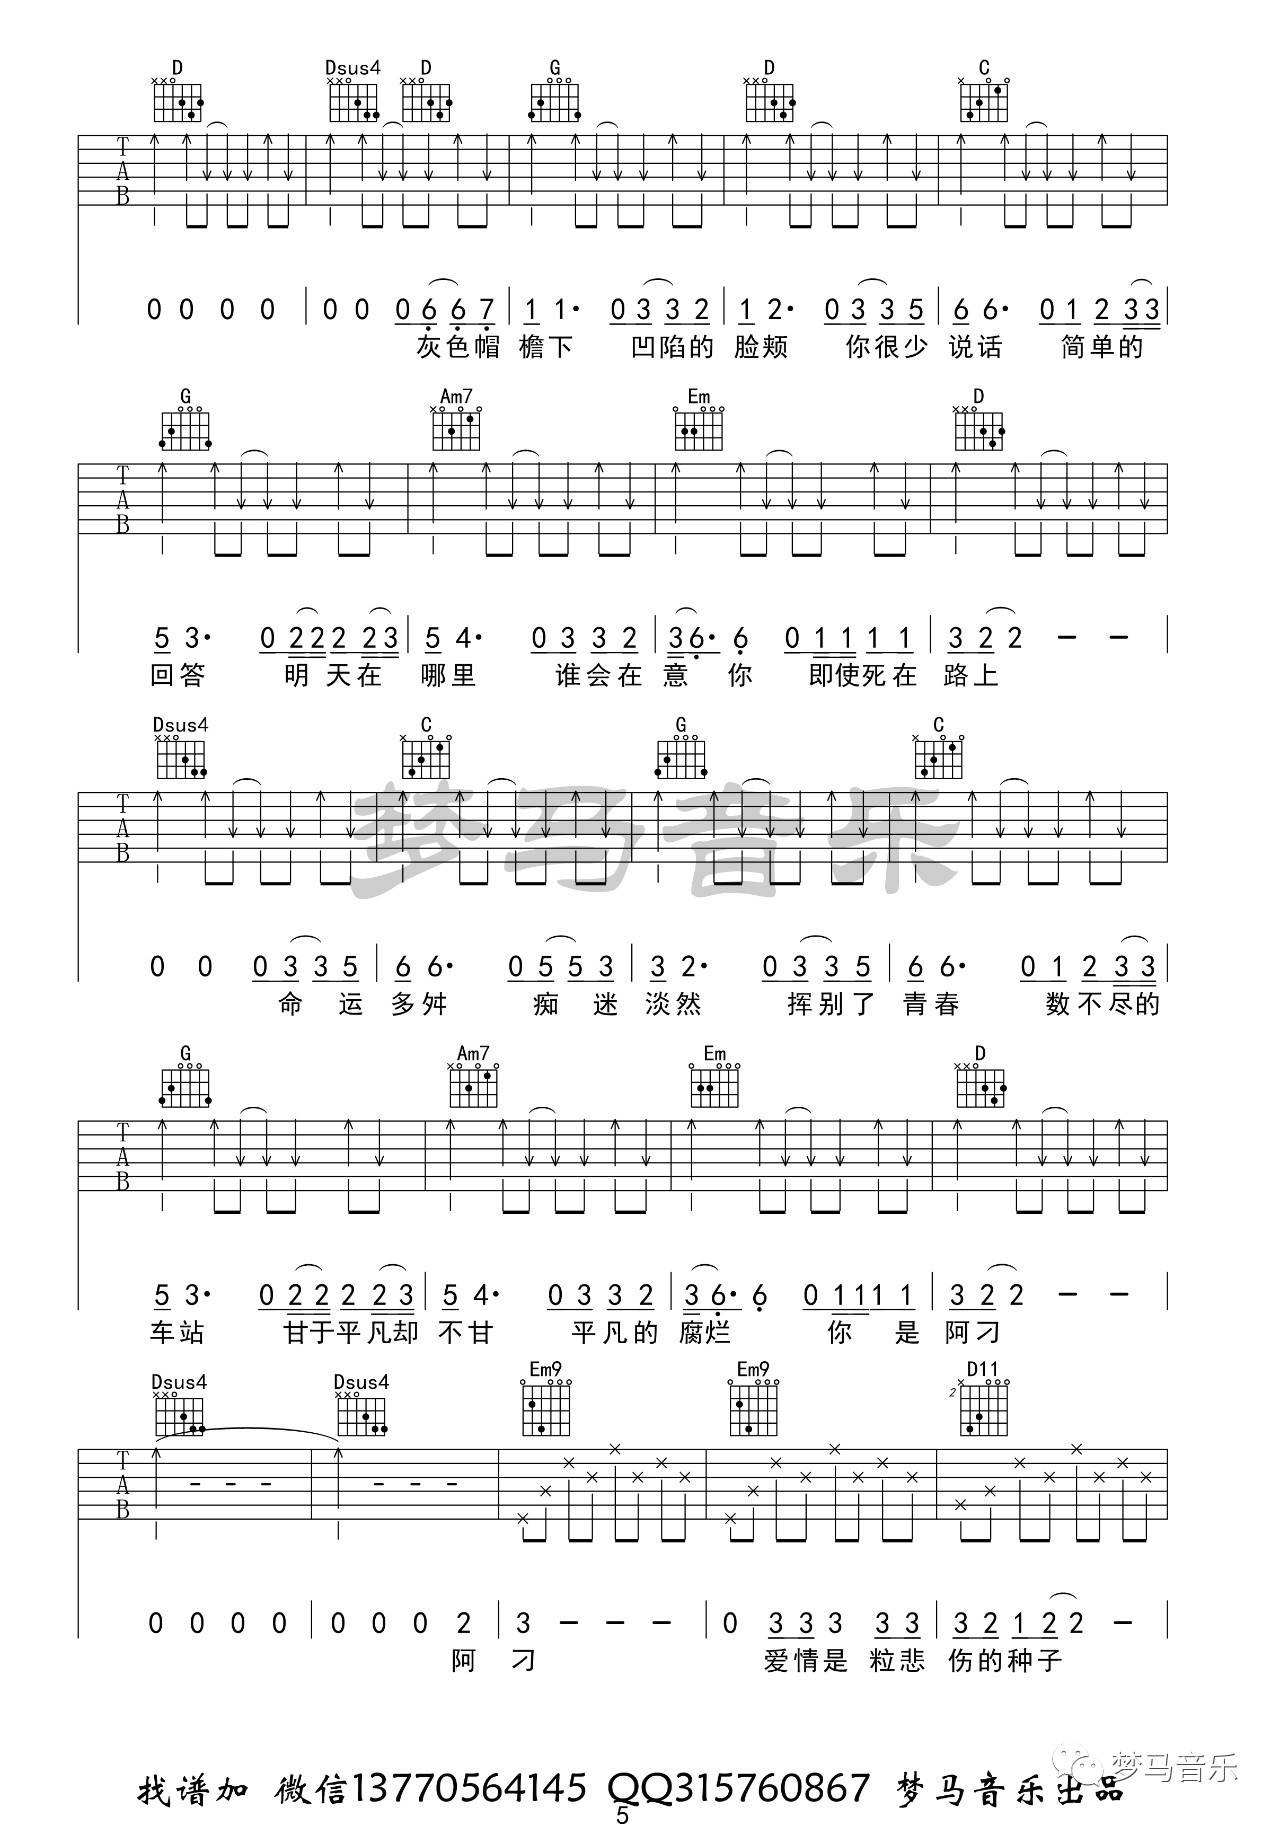 D Dsus4 D G D C
T A B
0 0 0 0 | 0 0 0 6 6 7 | 1 1· 0 3 3 2 | 1 2· 0 3 3 5 | 6 6· 0 1 2 3 3
灰色帽 檐下 凹陷的 脸颊 你很少 说话 简单的
G Am7 Em D
T A B
5 3· 0 2 2 2 2 3 | 5 4· 0 3 3 2 | 3 6· 6 0 1 1 1 1 | 3 2 2 – –
回答 明天在 哪里 谁会在 意 你 即使死在 路上
Dsus4 C G C
T A B
梦马音乐
0 0 0 3 3 5 | 6 6· 0 5 5 3 | 3 2· 0 3 3 5 | 6 6· 0 1 2 3 3
命 运 多舛 痴 迷 淡然 挥别了 青春 数不尽的
G Am7 Em D
T A B
5 3· 0 2 2 2 2 3 | 5 4· 0 3 3 2 | 3 6· 6 0 1 1 1 1 | 3 2 2 – –
车站 甘于平凡却 不甘 平凡的 腐烂 你 是 阿刁
Dsus4 Dsus4 Em9 Em9 D11
2
T A B
0 0 0 0 | 0 0 0 2 | 3 – – – | 0 3 3 3 3 3 | 3 2 1 2 2 –
阿 刁 爱情是 粒悲 伤的种子
梦马音乐
找谱加 微信13770564145 QQ315760867 梦马音乐出品
5